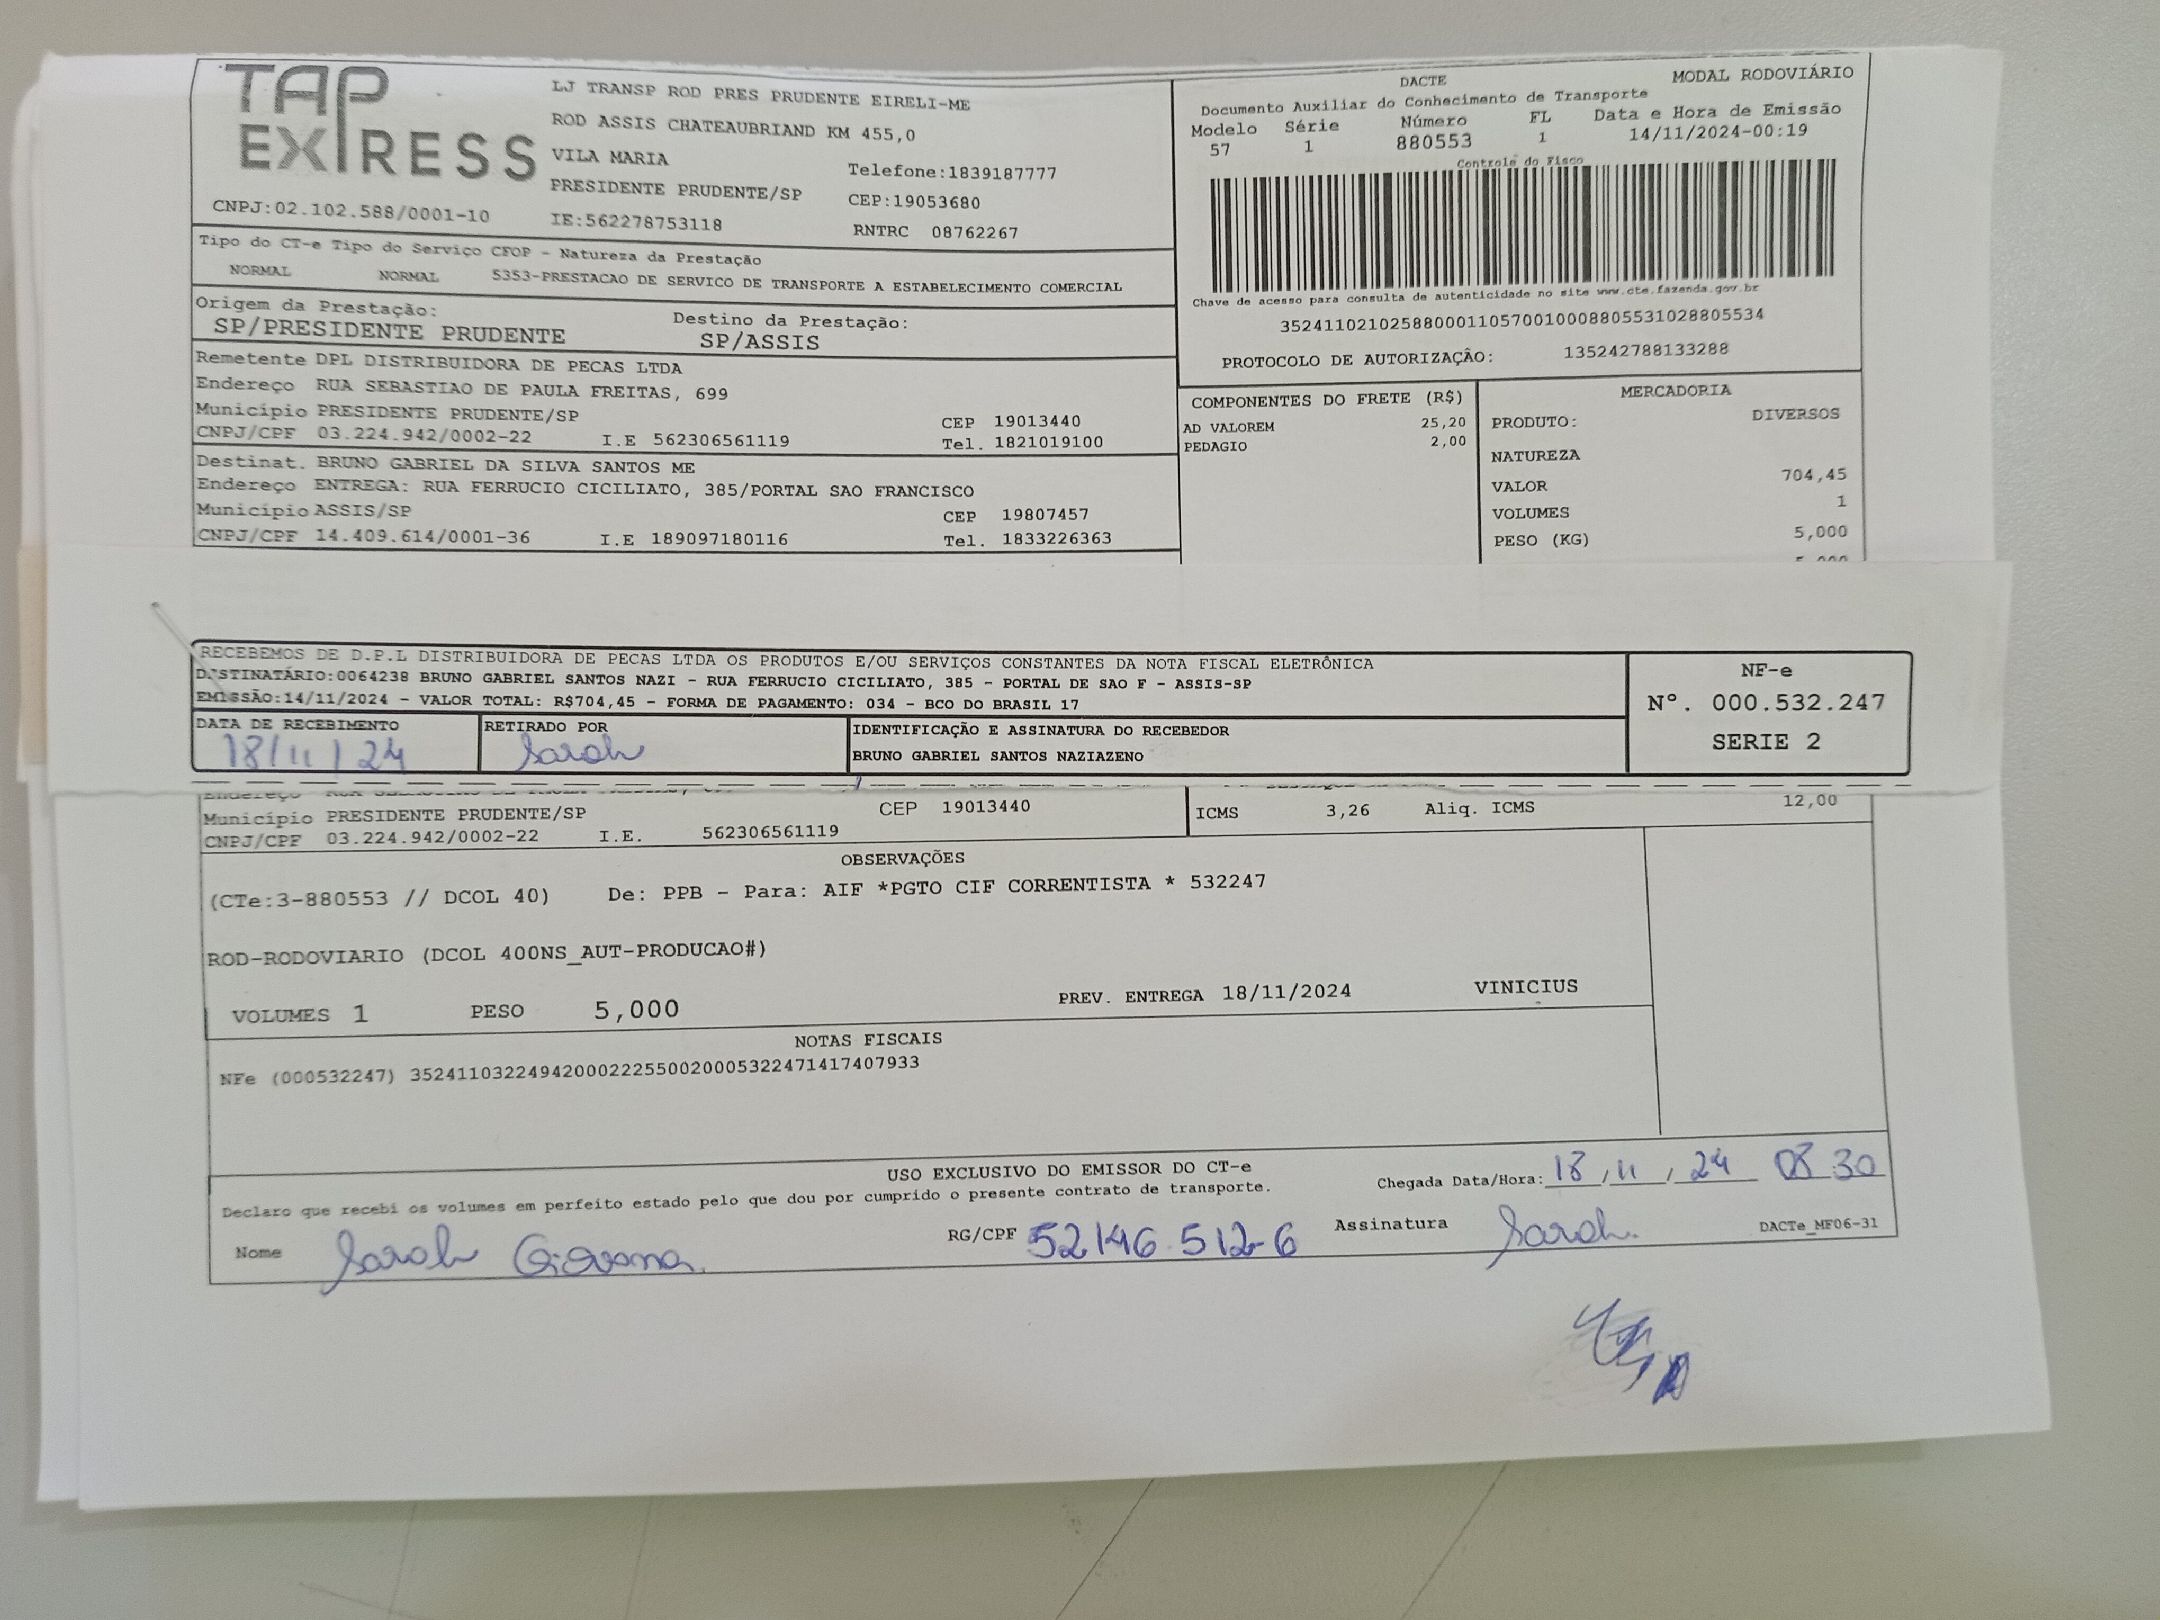 TAP EXPRESS
LJ TRANSP ROD PRES PRUDENTE EIRELI-ME
ROD ASSIS CHATEAUBRIAND KM 455,0
VILA MARIA
Telefone:1839187777
PRESIDENTE PRUDENTE/SP
CEP:19053680
CNPJ:02.102.588/0001-10
IE:562278753118
RNTRC 08762267
DACTE
MODAL RODOVIÁRIO
Documento Auxiliar do Conhecimento de Transporte
Modelo Série Número FL Data e Hora de Emissão
57 1 880553 1 14/11/2024-00:19
Controle do Fisco
Chave de acesso para consulta de autenticidade no site www.cte.fazenda.gov.br
35241102102588000110570010008805531028805534
PROTOCOLO DE AUTORIZAÇÃO: 135242788133288
Tipo do CT-e Tipo do Serviço CFOP - Natureza da Prestação
NORMAL NORMAL 5353-PRESTACAO DE SERVICO DE TRANSPORTE A ESTABELECIMENTO COMERCIAL
Origem da Prestação: Destino da Prestação:
SP/PRESIDENTE PRUDENTE SP/ASSIS
Remetente DPL DISTRIBUIDORA DE PECAS LTDA
Endereço RUA SEBASTIAO DE PAULA FREITAS, 699
Município PRESIDENTE PRUDENTE/SP CEP 19013440
CNPJ/CPF 03.224.942/0002-22 I.E 562306561119 Tel. 1821019100
Destinat. BRUNO GABRIEL DA SILVA SANTOS ME
Endereço ENTREGA: RUA FERRUCIO CICILIATO, 385/PORTAL SAO FRANCISCO
Município ASSIS/SP CEP 19807457
CNPJ/CPF 14.409.614/0001-36 I.E 189097180116 Tel. 1833226363
COMPONENTES DO FRETE (R$)
AD VALOREM 25,20
PEDAGIO 2,00
MERCADORIA
PRODUTO: DIVERSOS
NATUREZA
VALOR 704,45
VOLUMES 1
PESO (KG) 5,000
RECEBEMOS DE D.P.L DISTRIBUIDORA DE PECAS LTDA OS PRODUTOS E/OU SERVIÇOS CONSTANTES DA NOTA FISCAL ELETRÔNICA
DESTINATÁRIO:0064238 BRUNO GABRIEL SANTOS NAZI - RUA FERRUCIO CICILIATO, 385 - PORTAL DE SAO F - ASSIS-SP
EMISSÃO:14/11/2024 - VALOR TOTAL: R$704,45 - FORMA DE PAGAMENTO: 034 - BCO DO BRASIL 17
NF-e
Nº. 000.532.247
SERIE 2
DATA DE RECEBIMENTO RETIRADO POR IDENTIFICAÇÃO E ASSINATURA DO RECEBEDOR
18/11/24 Sarah BRUNO GABRIEL SANTOS NAZIAZENO
Endereço
Município PRESIDENTE PRUDENTE/SP CEP 19013440
CNPJ/CPF 03.224.942/0002-22 I.E. 562306561119
ICMS 3,26 Aliq. ICMS 12,00
OBSERVAÇÕES
(CTe:3-880553 // DCOL 40) De: PPB - Para: AIF *PGTO CIF CORRENTISTA * 532247
ROD-RODOVIARIO (DCOL 400NS_AUT-PRODUCAO#)
VOLUMES 1 PESO 5,000 PREV. ENTREGA 18/11/2024 VINICIUS
NOTAS FISCAIS
NFe (000532247) 35241103224942000222550020005322471417407933
USO EXCLUSIVO DO EMISSOR DO CT-e
Declaro que recebi os volumes em perfeito estado pelo que dou por cumprido o presente contrato de transporte.
Chegada Data/Hora: 18/11/24 08 30
Nome Sarah Giovana RG/CPF 52146 512-6 Assinatura Sarah. DACTe_MF06-31